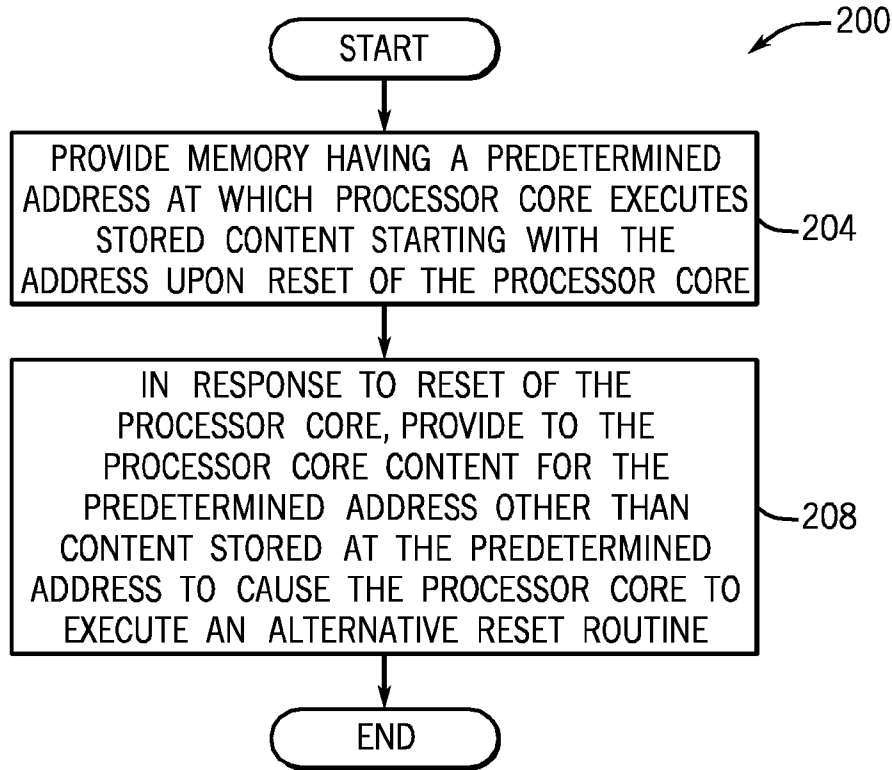 START
200
PROVIDE MEMORY HAVING A PREDETERMINED
ADDRESS AT WHICH PROCESSOR CORE EXECUTES
STORED CONTENT STARTING WITH THE
ADDRESS UPON RESET OF THE PROCESSOR CORE
204
IN RESPONSE TO RESET OF THE
PROCESSOR CORE, PROVIDE TO THE
PROCESSOR CORE CONTENT FOR THE
PREDETERMINED ADDRESS OTHER THAN
CONTENT STORED AT THE PREDETERMINED
ADDRESS TO CAUSE THE PROCESSOR CORE TO
EXECUTE AN ALTERNATIVE RESET ROUTINE
208
END